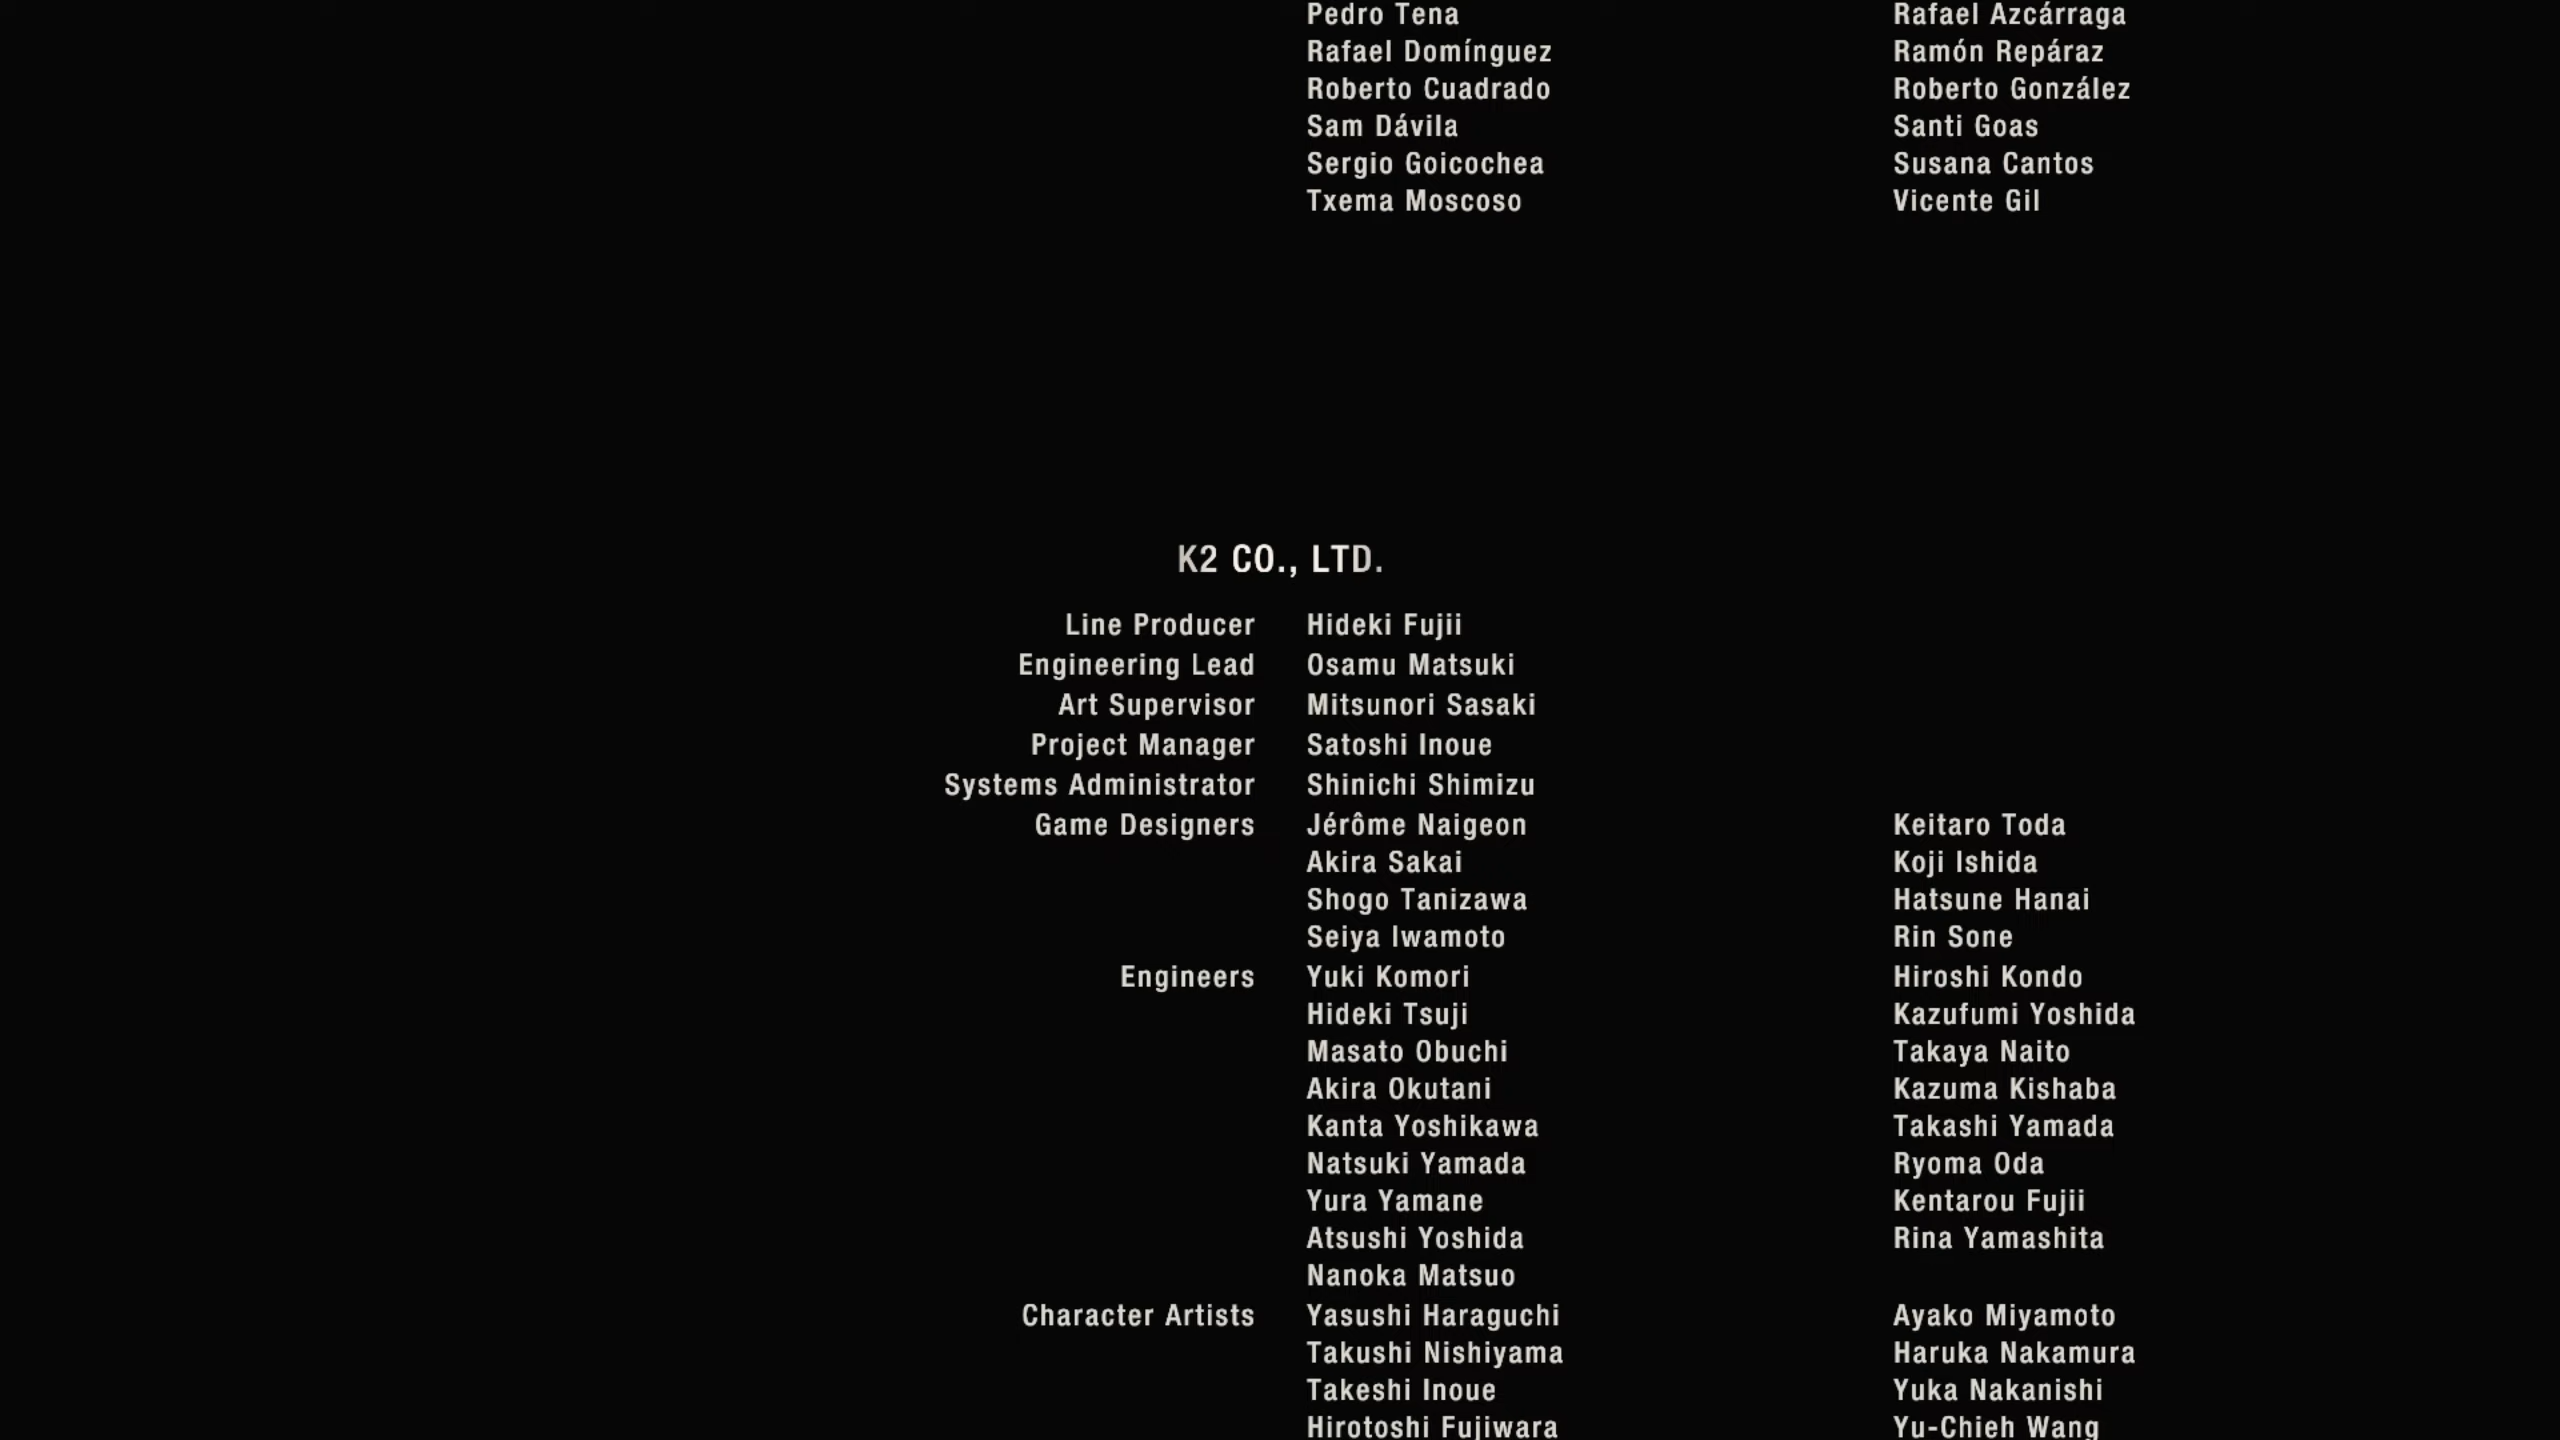 Pedro Tena Rafael Azcárraga
Rafael Domínguez Ramón Repáraz
Roberto Cuadrado Roberto González
Sam Dávila Santi Goas
Sergio Goicochea Susana Cantos
Txema Moscoso Vicente Gil
K2 CO., LTD.
Line Producer Hideki Fujii
Engineering Lead Osamu Matsuki
Art Supervisor Mitsunori Sasaki
Project Manager Satoshi Inoue
Systems Administrator Shinichi Shimizu
Game Designers Jérôme Naigeon Keitaro Toda
Akira Sakai Koji Ishida
Shogo Tanizawa Hatsune Hanai
Seiya Iwamoto Rin Sone
Engineers Yuki Komori Hiroshi Kondo
Hideki Tsuji Kazufumi Yoshida
Masato Obuchi Takaya Naito
Akira Okutani Kazuma Kishaba
Kanta Yoshikawa Takashi Yamada
Natsuki Yamada Ryoma Oda
Yura Yamane Kentarou Fujii
Atsushi Yoshida Rina Yamashita
Nanoka Matsuo
Character Artists Yasushi Haraguchi Ayako Miyamoto
Takushi Nishiyama Haruka Nakamura
Takeshi Inoue Yuka Nakanishi
Hirotoshi Fujiwara Yu-Chieh Wang